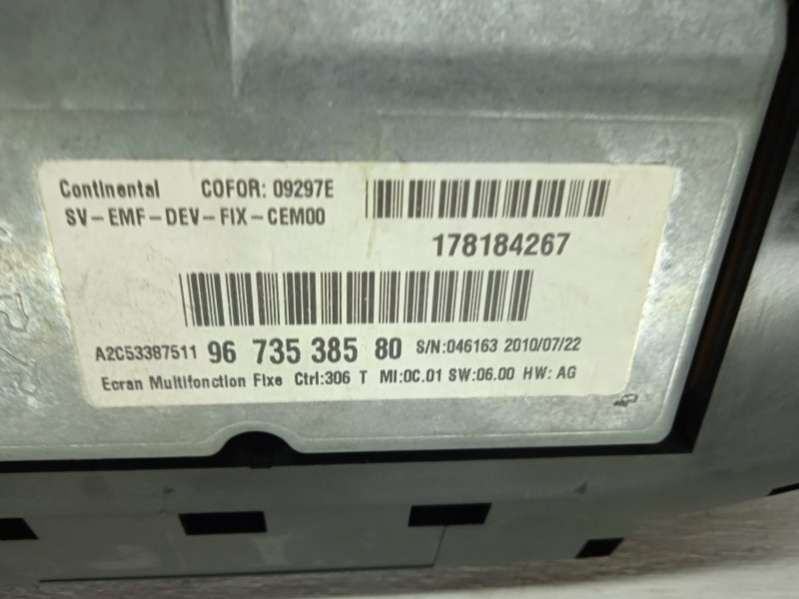 Continental COFOR: 09297E
SV-EMF-DEV-FIX-CEM00
178184267
A2C53387511 96 735 385 80 S/N:046163 2010/07/22
Ecran Multifonction Fixe Ctrl:306 T MI:0C.01 SW:06.00 HW: AG